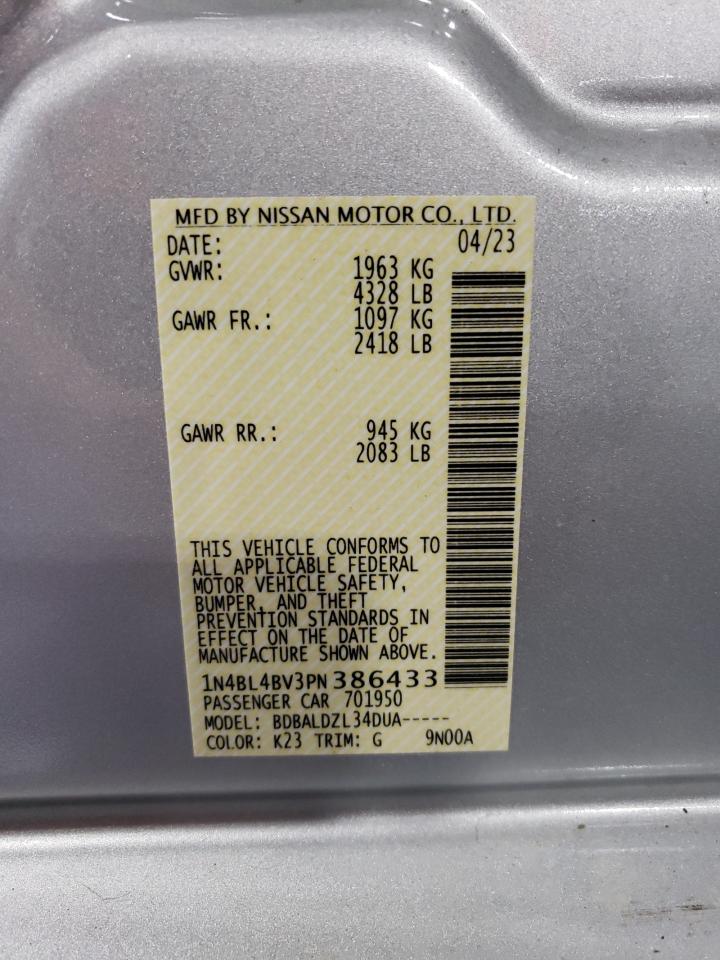 MFD BY NISSAN MOTOR CO., LTD.
DATE: 04/23
GVWR: 1963 KG
4328 LB
GAWR FR.: 1097 KG
2418 LB
GAWR RR.: 945 KG
2083 LB
THIS VEHICLE CONFORMS TO
ALL APPLICABLE FEDERAL
MOTOR VEHICLE SAFETY,
BUMPER, AND THEFT
PREVENTION STANDARDS IN
EFFECT ON THE DATE OF
MANUFACTURE SHOWN ABOVE.
1N4BL4BV3PN386433
PASSENGER CAR 701950
MODEL: BDBALDZL34DUA-----
COLOR: K23 TRIM: G 9N00A